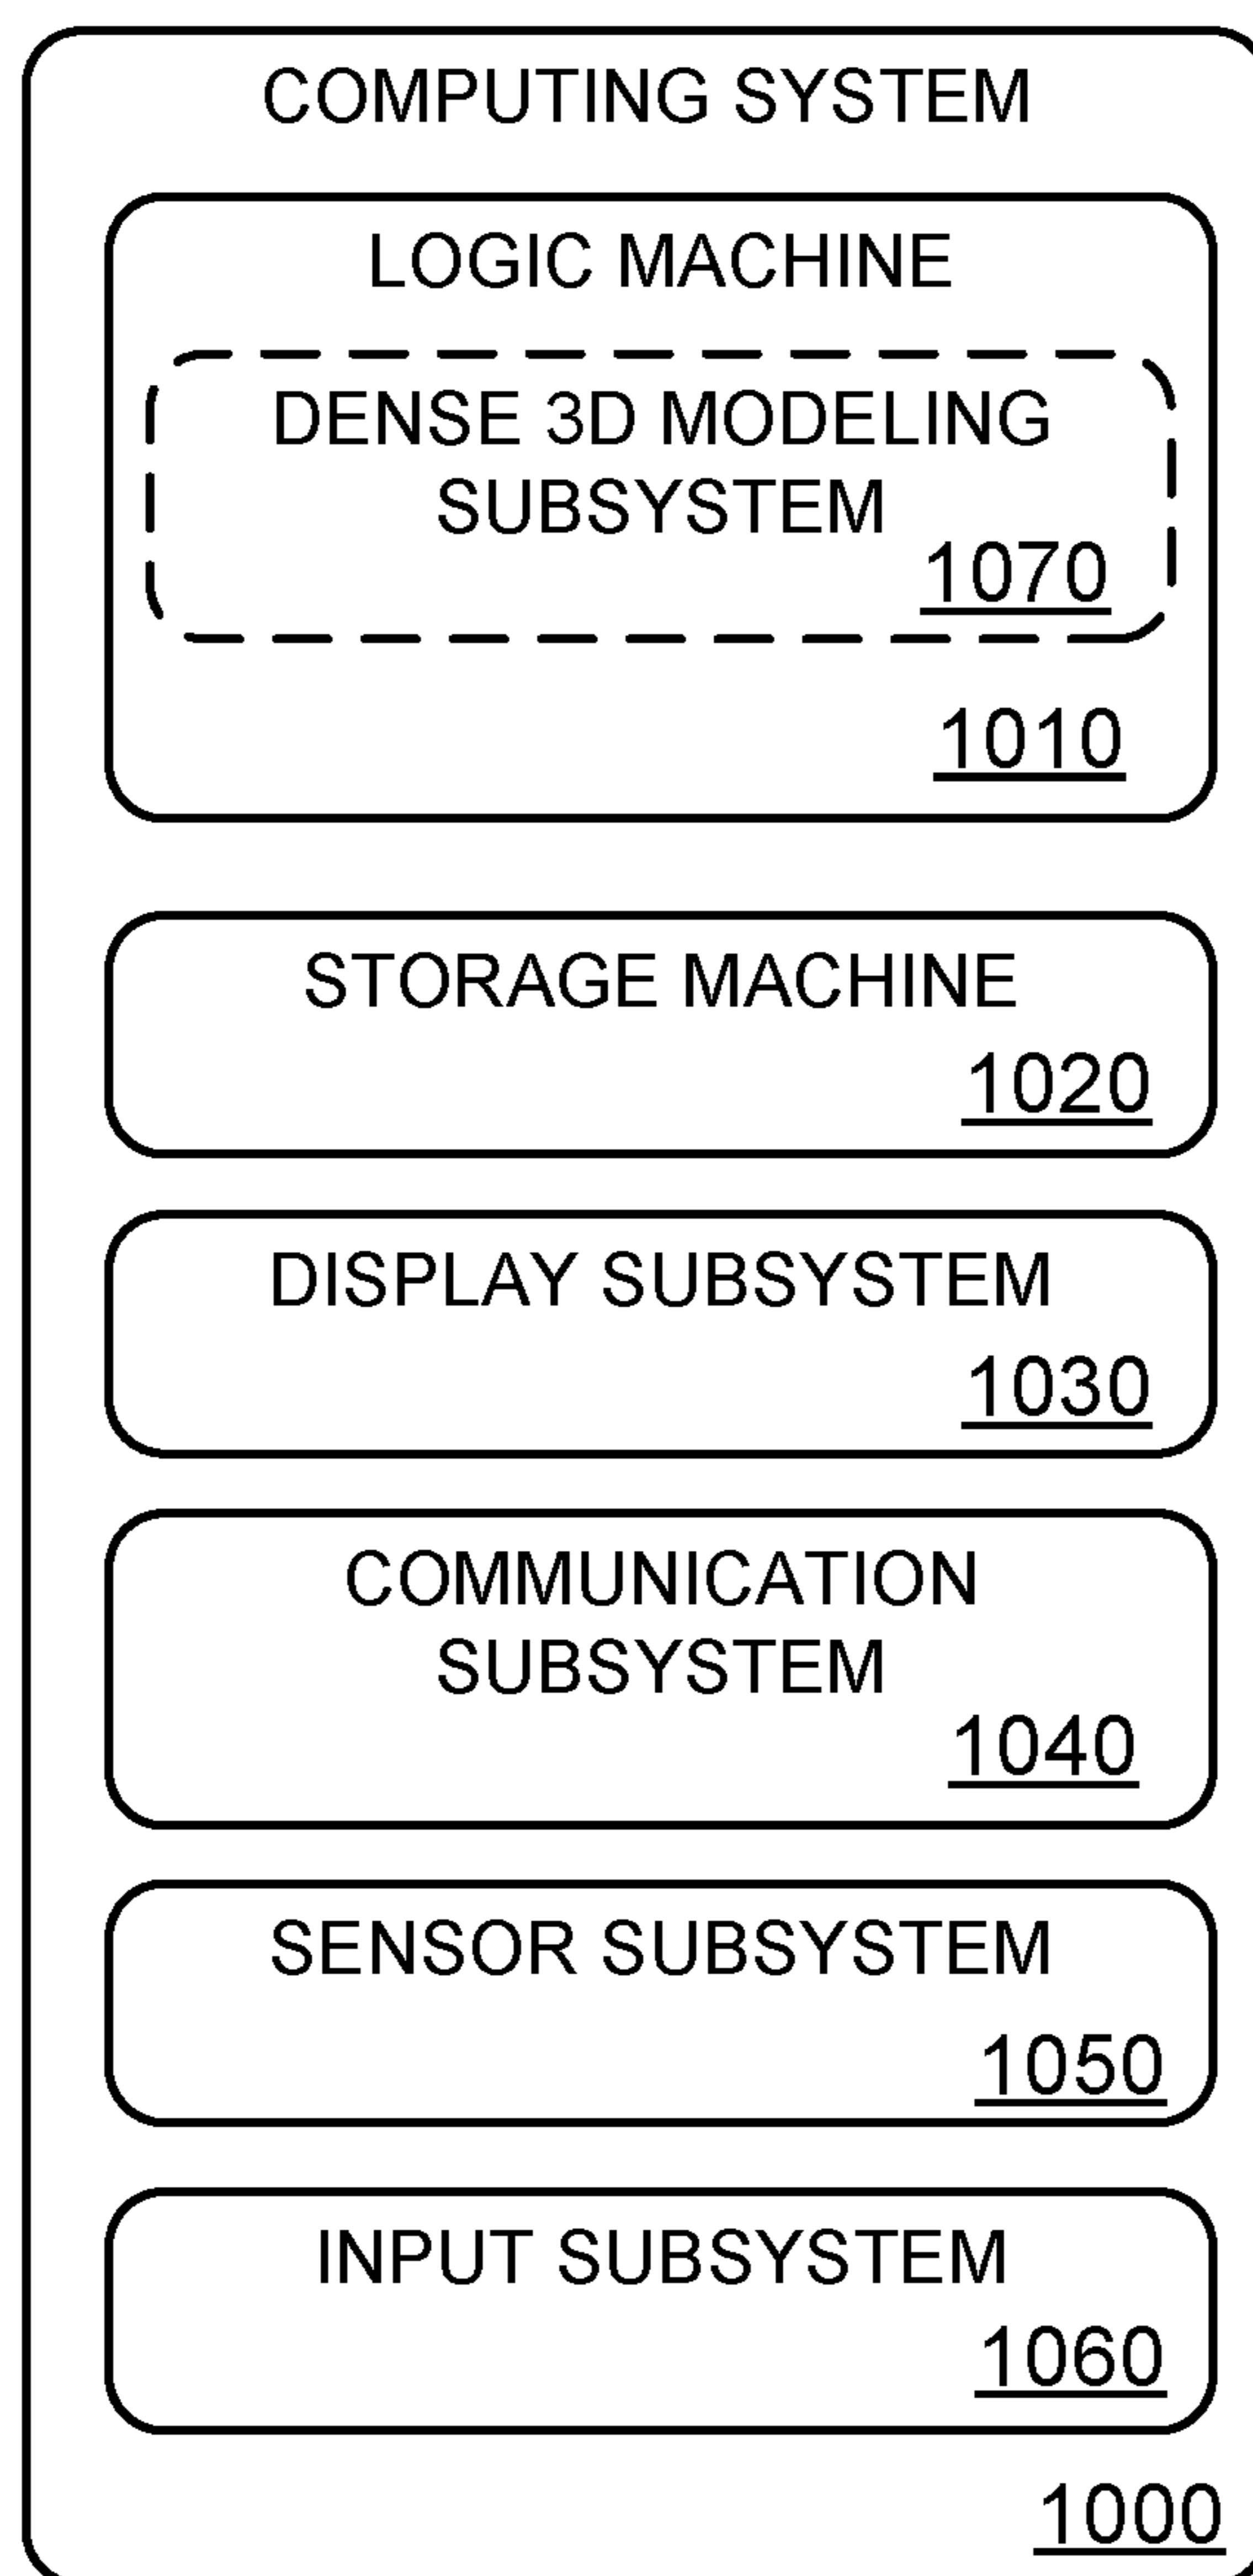 COMPUTING SYSTEM
LOGIC MACHINE
DENSE 3D MODELING
SUBSYSTEM
1070
1010
STORAGE MACHINE
1020
DISPLAY SUBSYSTEM
1030
COMMUNICATION
SUBSYSTEM
1040
SENSOR SUBSYSTEM
1050
INPUT SUBSYSTEM
1060
1000